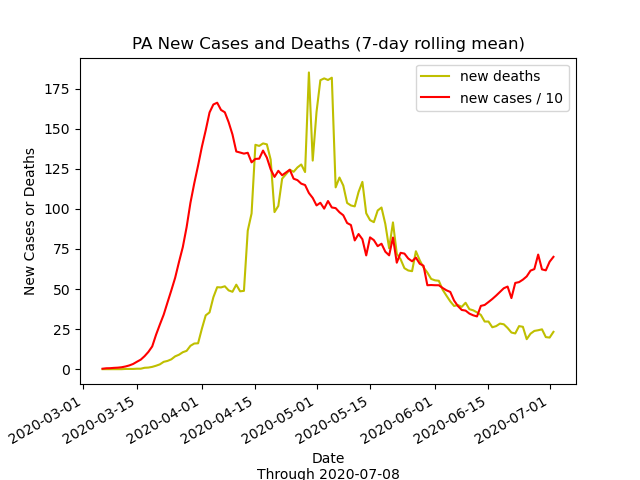 PA New Cases and Deaths (7-day rolling mean)
new deaths
new cases / 10
175
150
125
100
75
50
25
0
New Cases or Deaths
2020-03-01
2020-03-15
2020-04-01
2020-04-15
2020-05-01
2020-05-15
2020-06-01
2020-06-15
2020-07-01
Date
Through 2020-07-08